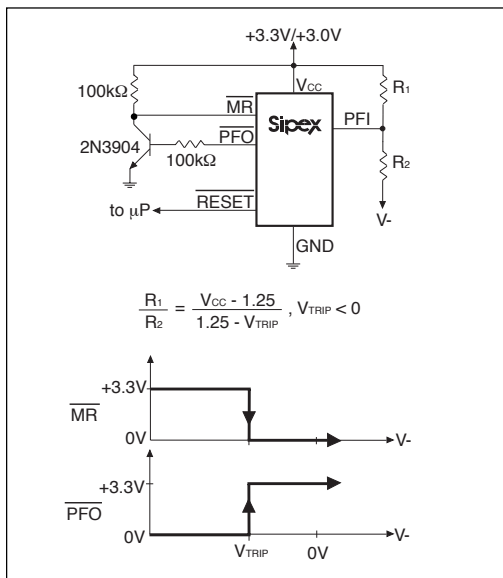 +3.3V/+3.0V
100kΩ
VCC
R1
MR
Sipex
PFI
PFO
2N3904
100kΩ
R2
RESET
to μP
V-
GND
R1/R2 = (VCC - 1.25)/(1.25 - VTRIP) , VTRIP < 0
+3.3V
MR
0V
V-
+3.3V
PFO
0V
V-
VTRIP
0V